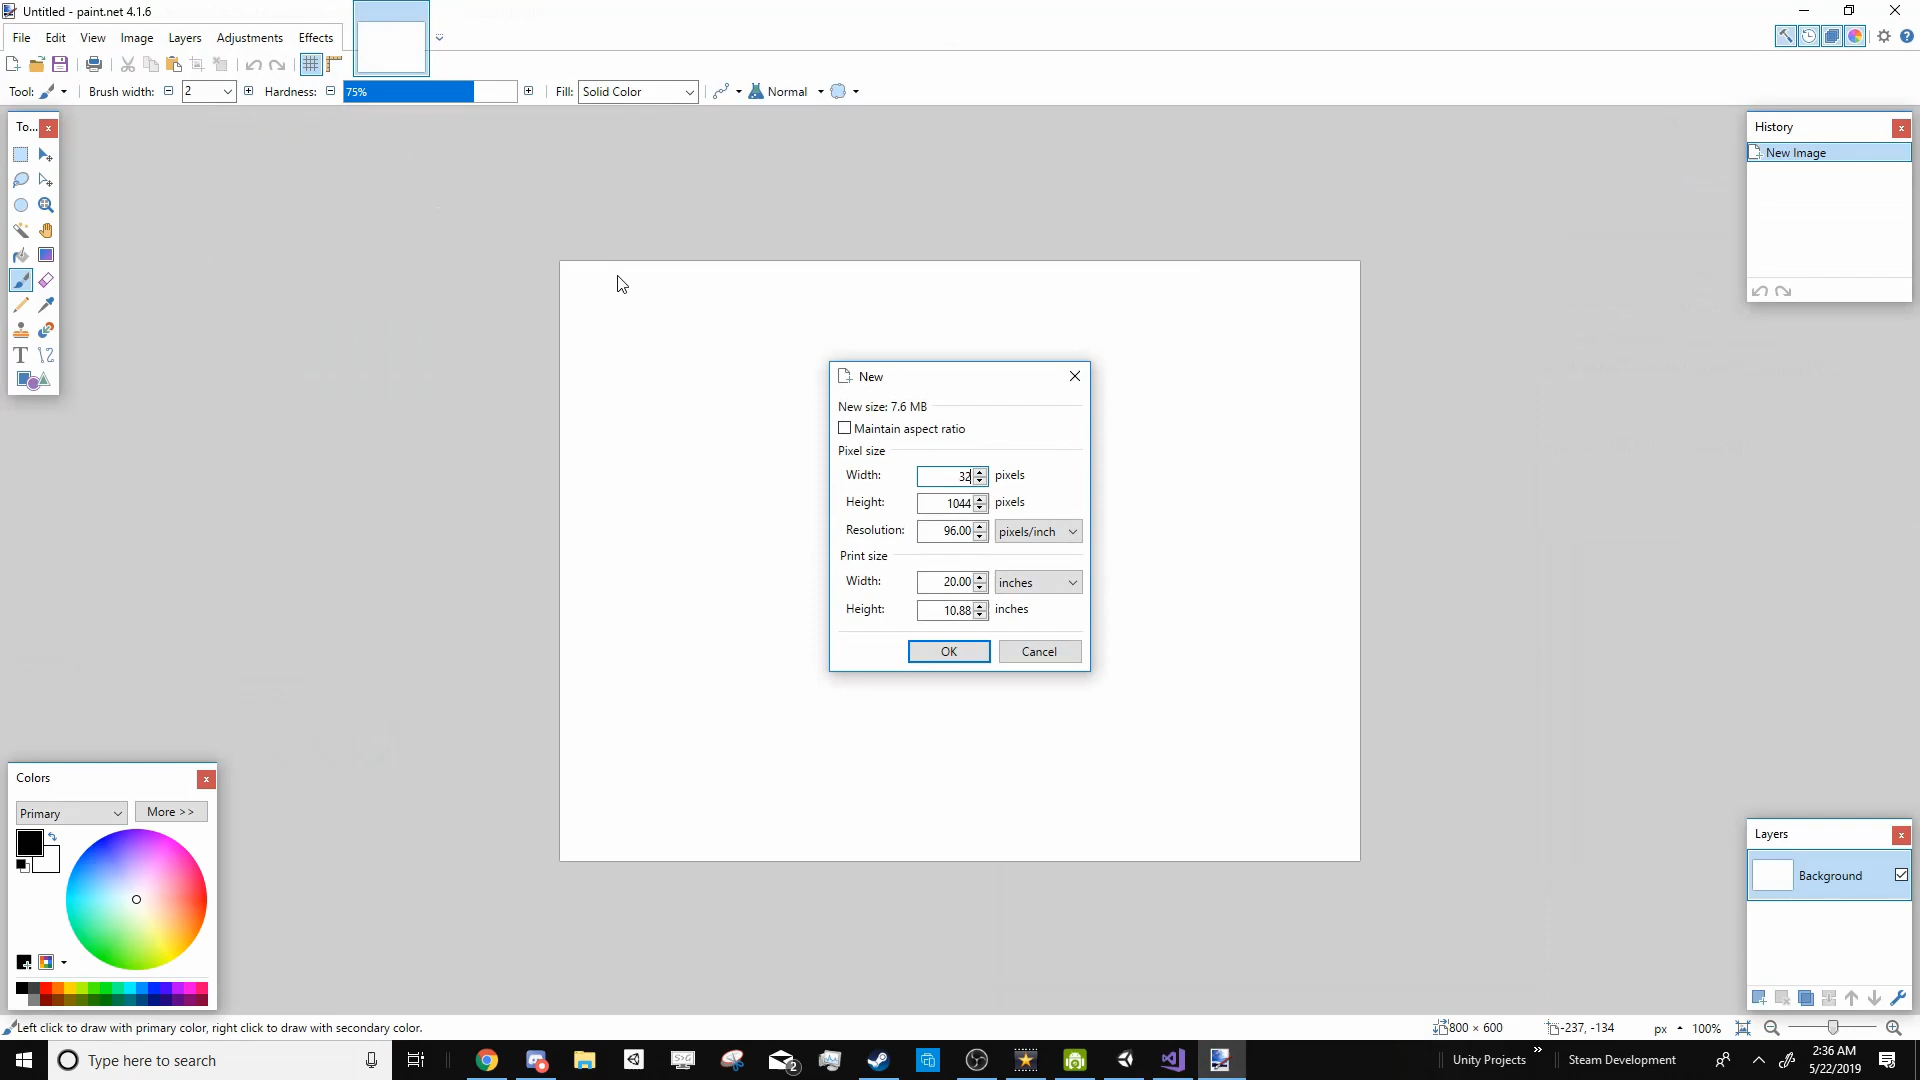 Untitled - paint.net 4.1.6
File Edit View Image Layers Adjustments Effects
Tool: Brush width: 2 Hardness: 75% Fill: Solid Color Normal
To...
History
New Image
New
New size: 7.6 MB
Maintain aspect ratio
Pixel size
Width: 32 pixels
Height: 1044 pixels
Resolution: 96.00 pixels/inch
Print size
Width: 20.00 inches
Height: 10.88 inches
OK Cancel
Colors
Primary More >>
Layers
Background
Left click to draw with primary color, right click to draw with secondary color.
800 × 600 -237, -134 px 100%
Type here to search
2
Unity Projects » Steam Development
2:36 AM
5/22/2019